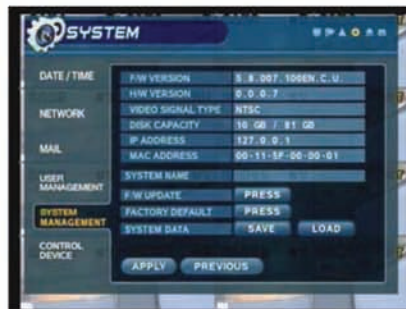 SYSTEM
DATE / TIME
NETWORK
MAIL
USER MANAGEMENT
SYSTEM MANAGEMENT
CONTROL DEVICE
F/W VERSION 5.8.007.100EN.C.U.
H/W VERSION 0.0.0.7
VIDEO SIGNAL TYPE NTSC
DISK CAPACITY 10 GB / 81 GB
IP ADDRESS 127.0.0.1
MAC ADDRESS 00-11-5F-00-00-01
SYSTEM NAME
F/W UPDATE PRESS
FACTORY DEFAULT PRESS
SYSTEM DATA SAVE LOAD
APPLY PREVIOUS